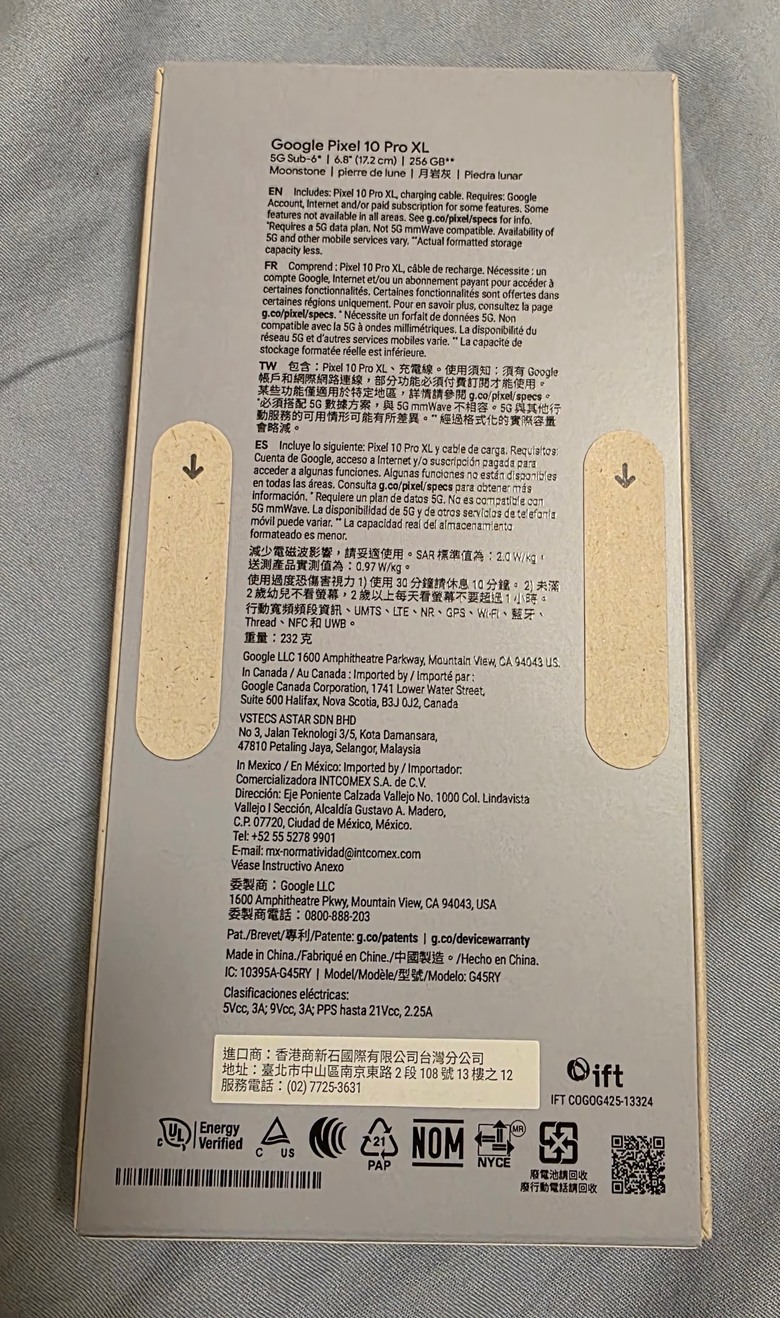 Google Pixel 10 Pro XL
5G Sub-6* | 6.8" (17.2 cm) | 256 GB**
Moonstone | pierre de lune | 月岩灰 | Piedra lunar
EN Includes: Pixel 10 Pro XL, charging cable. Requires: Google
Account, Internet and/or paid subscription for some features. Some
features not available in all areas. See g.co/pixel/specs for info.
*Requires a 5G data plan. Not 5G mmWave compatible. Availability of
5G and other mobile services vary. **Actual formatted storage
capacity less.
FR Comprend : Pixel 10 Pro XL, câble de recharge. Nécessite : un
compte Google, Internet et/ou un abonnement payant pour accéder à
certaines fonctionnalités. Certaines fonctionnalités sont offertes dans
certaines régions uniquement. Pour en savoir plus, consultez la page
g.co/pixel/specs. * Nécessite un forfait de données 5G. Non
compatible avec la 5G à ondes millimétriques. La disponibilité du
réseau 5G et d'autres services mobiles varie. ** La capacité de
stockage formatée réelle est inférieure.
TW 包含：Pixel 10 Pro XL、充電線。使用須知：須有 Google
帳戶和網際網路連線，部分功能必須付費訂閱才能使用。
某些功能僅適用於特定地區，詳情請參閱 g.co/pixel/specs。
*必須搭配 5G 數據方案，與 5G mmWave 不相容。5G 與其他行
動服務的可用情形可能有所差異。**經過格式化的實際容量
會略減。
ES Incluye lo siguiente: Pixel 10 Pro XL y cable de carga. Requisitos:
Cuenta de Google, acceso a Internet y/o suscripción pagada para
acceder a algunas funciones. Algunas funciones no están disponibles
en todas las áreas. Consulta g.co/pixel/specs para obtener más
información. * Requiere un plan de datos 5G. No es compatible con
5G mmWave. La disponibilidad de 5G y de otros servicios de telefonía
móvil puede variar. ** La capacidad real del almacenamiento
formateado es menor.
減少電磁波影響，請妥適使用。SAR 標準值為：2.0 W/kg，
送測產品實測值為：0.97 W/kg。
使用過度恐傷害視力 1) 使用 30 分鐘請休息 10 分鐘。2) 未滿
2 歲幼兒不看螢幕，2 歲以上每天看螢幕不要超過 1 小時。
行動寬頻頻段資訊、UMTS、LTE、NR、GPS、Wi-Fi、藍牙、
Thread、NFC 和 UWB。
重量：232 克
Google LLC 1600 Amphitheatre Parkway, Mountain View, CA 94043 US.
In Canada / Au Canada : Imported by / Importé par :
Google Canada Corporation, 1741 Lower Water Street,
Suite 600 Halifax, Nova Scotia, B3J 0J2, Canada
VSTECS ASTAR SDN BHD
No 3, Jalan Teknologi 3/5, Kota Damansara,
47810 Petaling Jaya, Selangor, Malaysia
In Mexico / En México: Imported by / Importador:
Comercializadora INTCOMEX S.A. de C.V.
Dirección: Eje Poniente Calzada Vallejo No. 1000 Col. Lindavista
Vallejo I Sección, Alcaldía Gustavo A. Madero,
C.P. 07720, Ciudad de México, México.
Tel: +52 55 5278 9901
E-mail: mx-normatividad@intcomex.com
Véase Instructivo Anexo
委製商：Google LLC
1600 Amphitheatre Pkwy, Mountain View, CA 94043, USA
委製商電話：0800-888-203
Pat./Brevet/專利/Patente: g.co/patents | g.co/devicewarranty
Made in China./Fabriqué en Chine./中國製造。/Hecho en China.
IC: 10395A-G45RY | Model/Modèle/型號/Modelo: G45RY
Clasificaciones eléctricas:
5Vcc, 3A; 9Vcc, 3A; PPS hasta 21Vcc, 2.25A
進口商：香港商新石國際有限公司台灣分公司
地址：臺北市中山區南京東路 2 段 108 號 13 樓之 12
服務電話：(02) 7725-3631
ift
IFT COGOG425-13324
c UL Energy Verified
C US
21
PAP
NOM
MR
NYCE
廢電池請回收
廢行動電話請回收